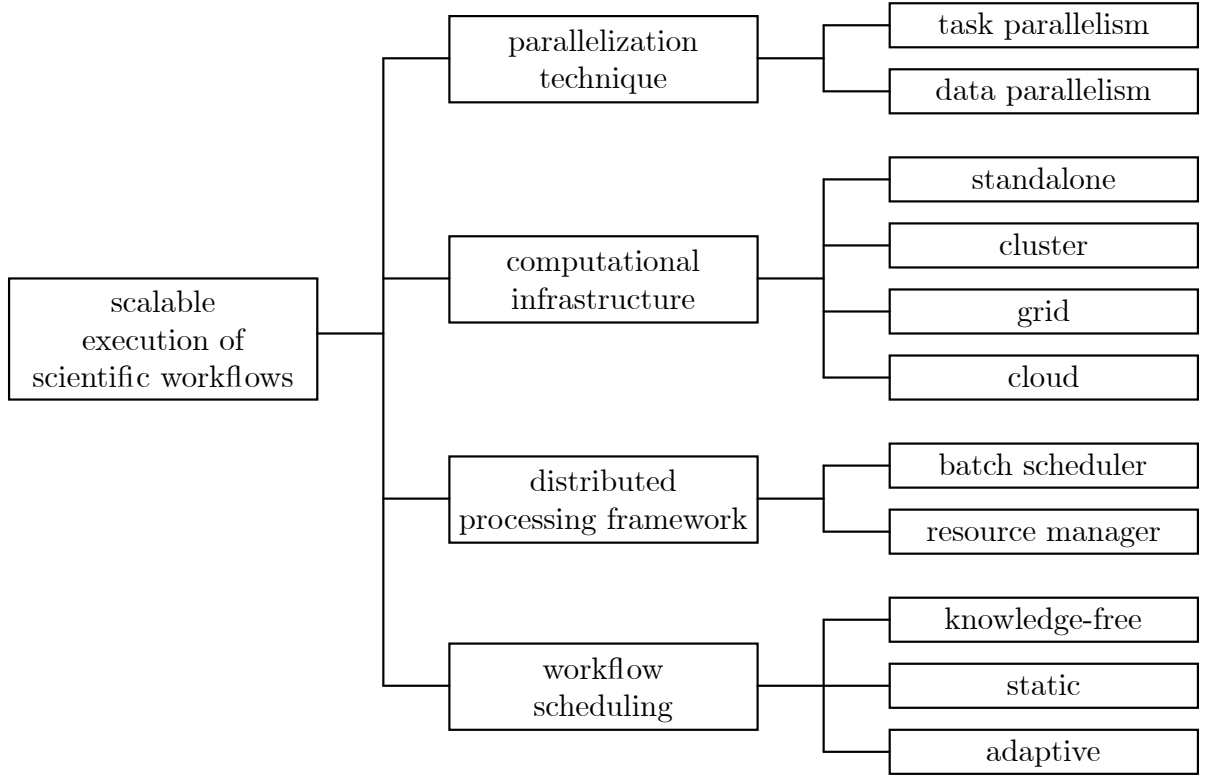 scalable
execution of
scientific workflows
parallelization
technique
task parallelism
data parallelism
computational
infrastructure
standalone
cluster
grid
cloud
distributed
processing framework
batch scheduler
resource manager
workflow
scheduling
knowledge-free
static
adaptive